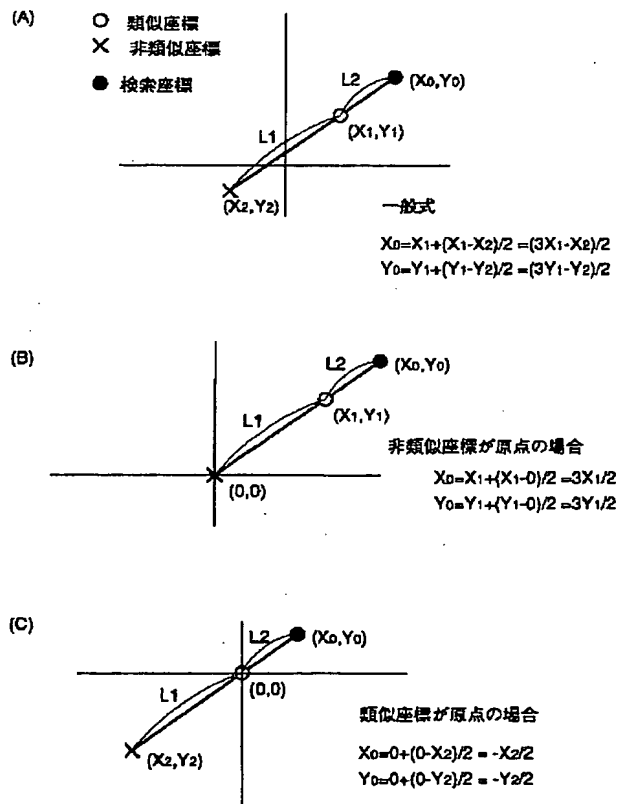 (A)
○ 類似座標
× 非類似座標
● 検索座標
L2
(X0,Y0)
L1
(X1,Y1)
(X2,Y2)
一般式
X0=X1+(X1-X2)/2 =(3X1-X2)/2
Y0=Y1+(Y1-Y2)/2 =(3Y1-Y2)/2
(B)
L2
(X0,Y0)
L1
(X1,Y1)
非類似座標が原点の場合
(0,0)
X0=X1+(X1-0)/2 =3X1/2
Y0=Y1+(Y1-0)/2 =3Y1/2
(C)
L2
(X0,Y0)
L1
(0,0)
類似座標が原点の場合
(X2,Y2)
X0=0+(0-X2)/2 = -X2/2
Y0=0+(0-Y2)/2 = -Y2/2